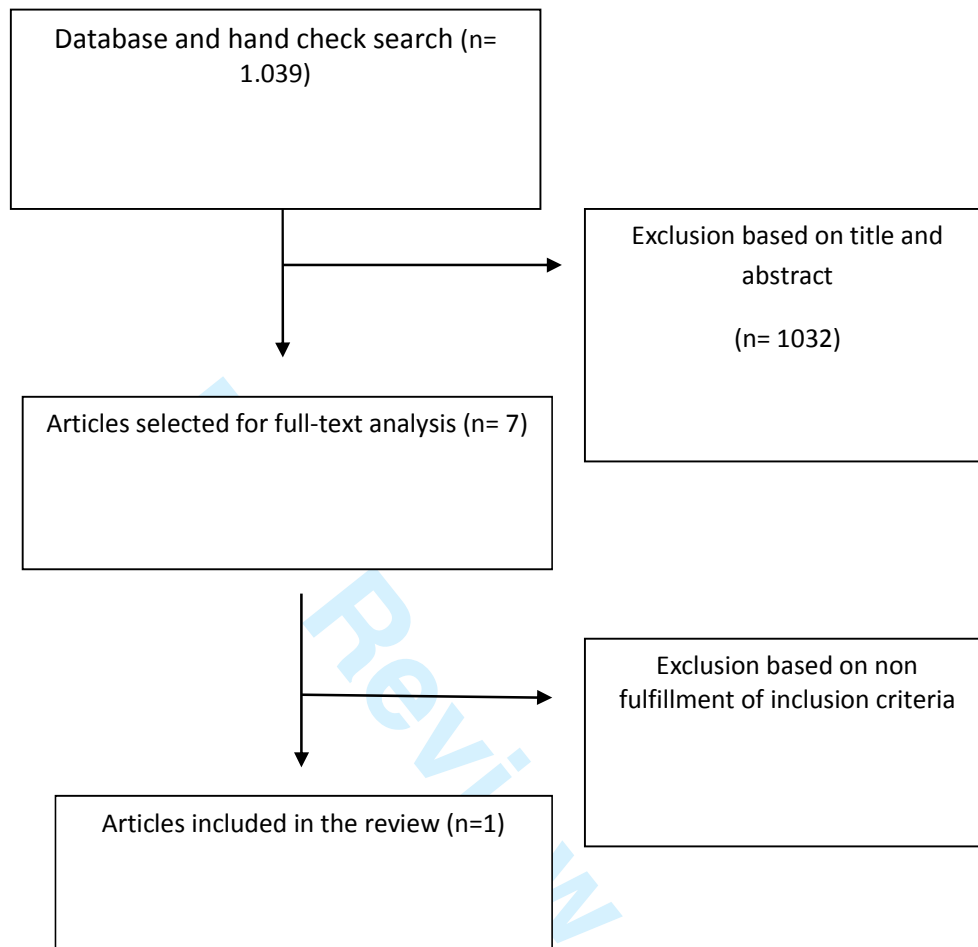 Database and hand check search (n=
1.039)
Exclusion based on title and
abstract
(n= 1032)
Articles selected for full-text analysis (n= 7)
Exclusion based on non
fulfillment of inclusion criteria
Articles included in the review (n=1)
Review